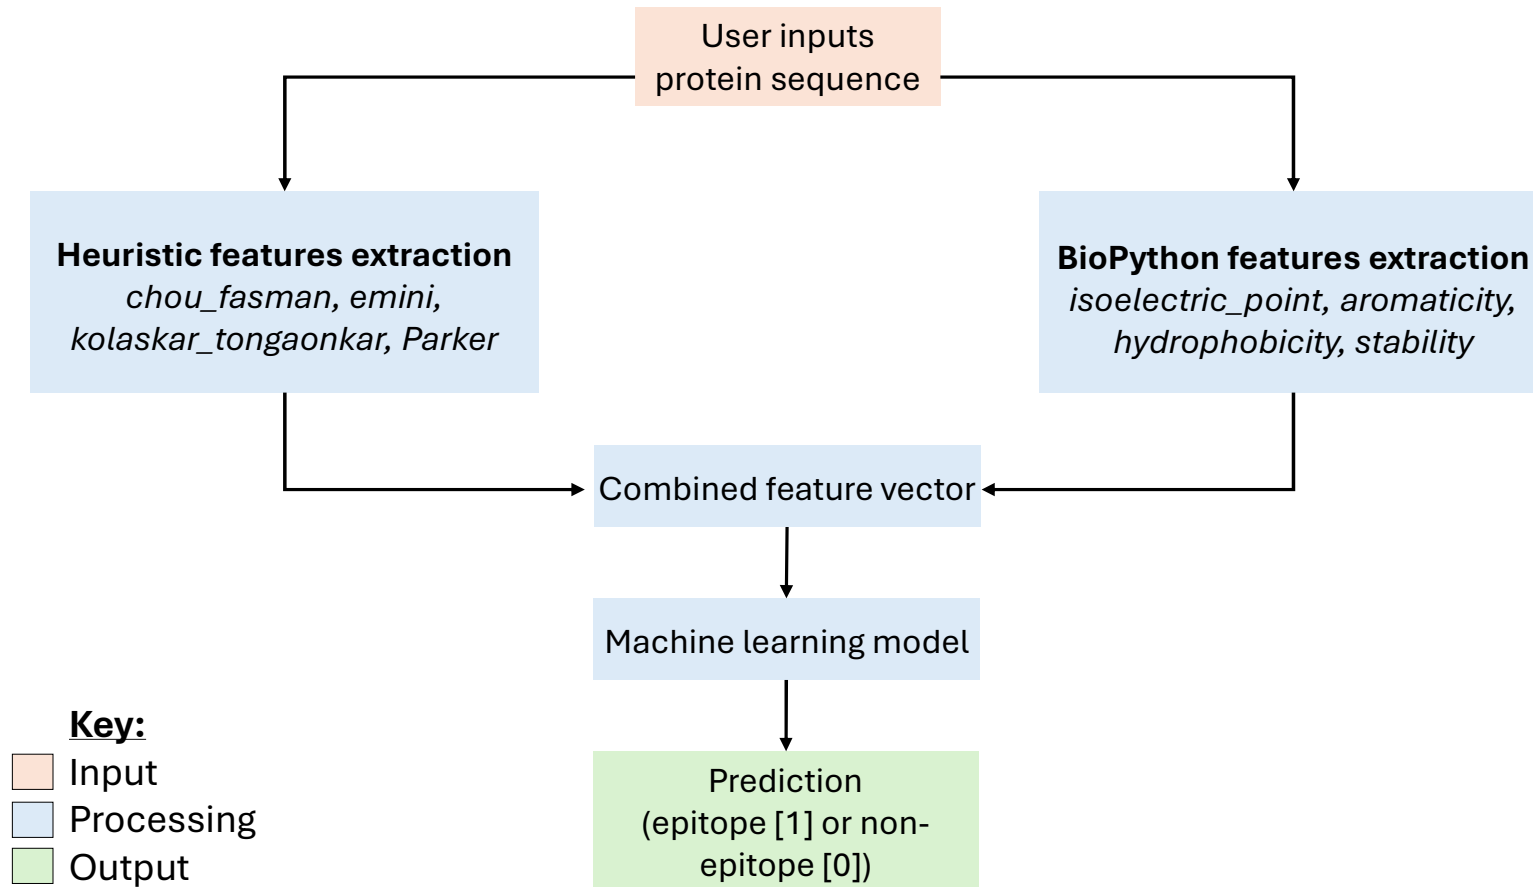 User inputs
protein sequence
Heuristic features extraction
chou_fasman, emini,
kolaskar_tongaonkar, Parker
BioPython features extraction
isoelectric_point, aromaticity,
hydrophobicity, stability
Combined feature vector
Machine learning model
Prediction
(epitope [1] or non-
epitope [0])
Key:
Input
Processing
Output